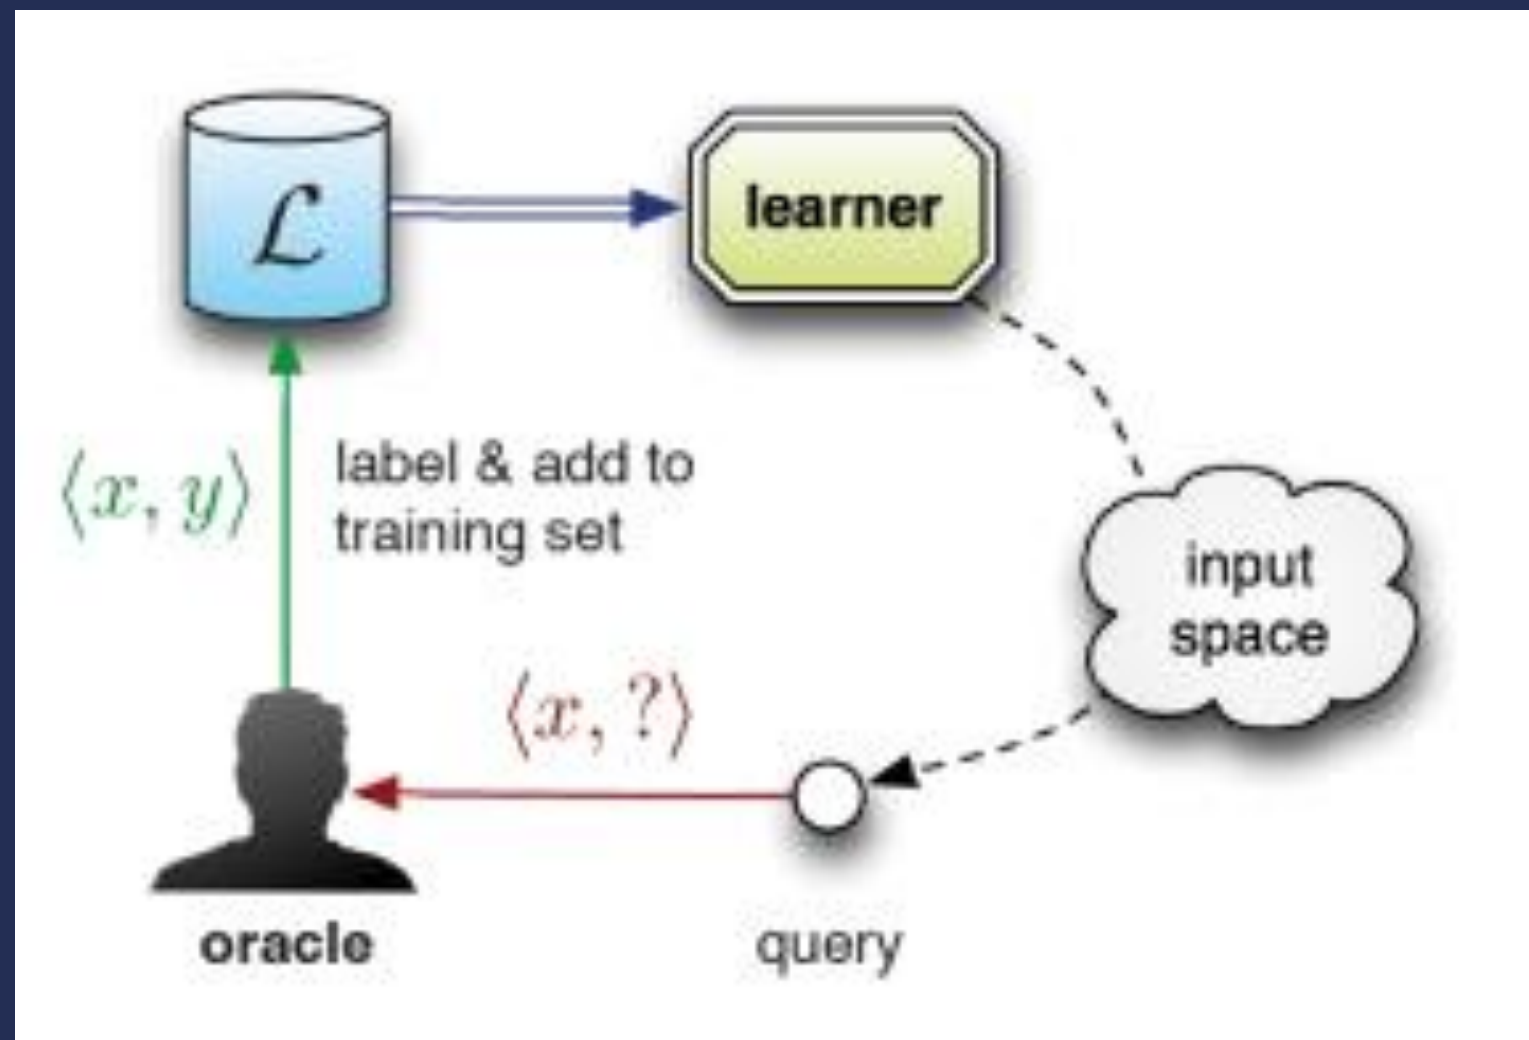 ℒ
learner
⟨x, y⟩
label & add to
training set
input
space
⟨x, ?⟩
oracle
query